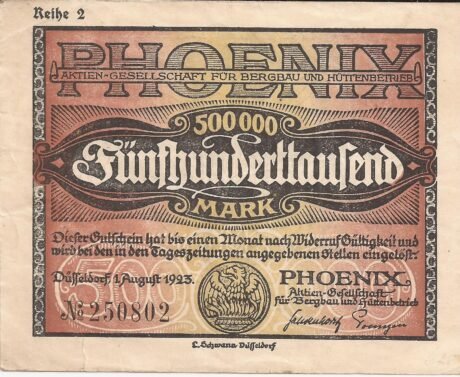 Reihe 2
PHOENIX
AKTIEN-GESELLSCHAFT FÜR BERGBAU UND HÜTTENBETRIEB
500000
Fünfhunderttausend
MARK
Dieser Gutschein hat bis einen Monat nach Widerruf Gültigkeit und
wird bei den in den Tageszeitungen angegebenen Stellen eingelöst.
Düsseldorf, 1. August 1923.
PHOENIX
Aktien-Gesellschaft
für Bergbau und Hüttenbetrieb
500
No 250802
L. Schwann Düsseldorf